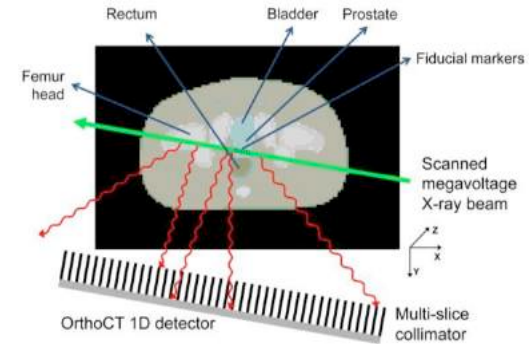 Rectum
Bladder
Prostate
Fiducial markers
Femur
head
Scanned
megavoltage
X-ray beam
Z
X
Y
OrthoCT 1D detector
Multi-slice
collimator